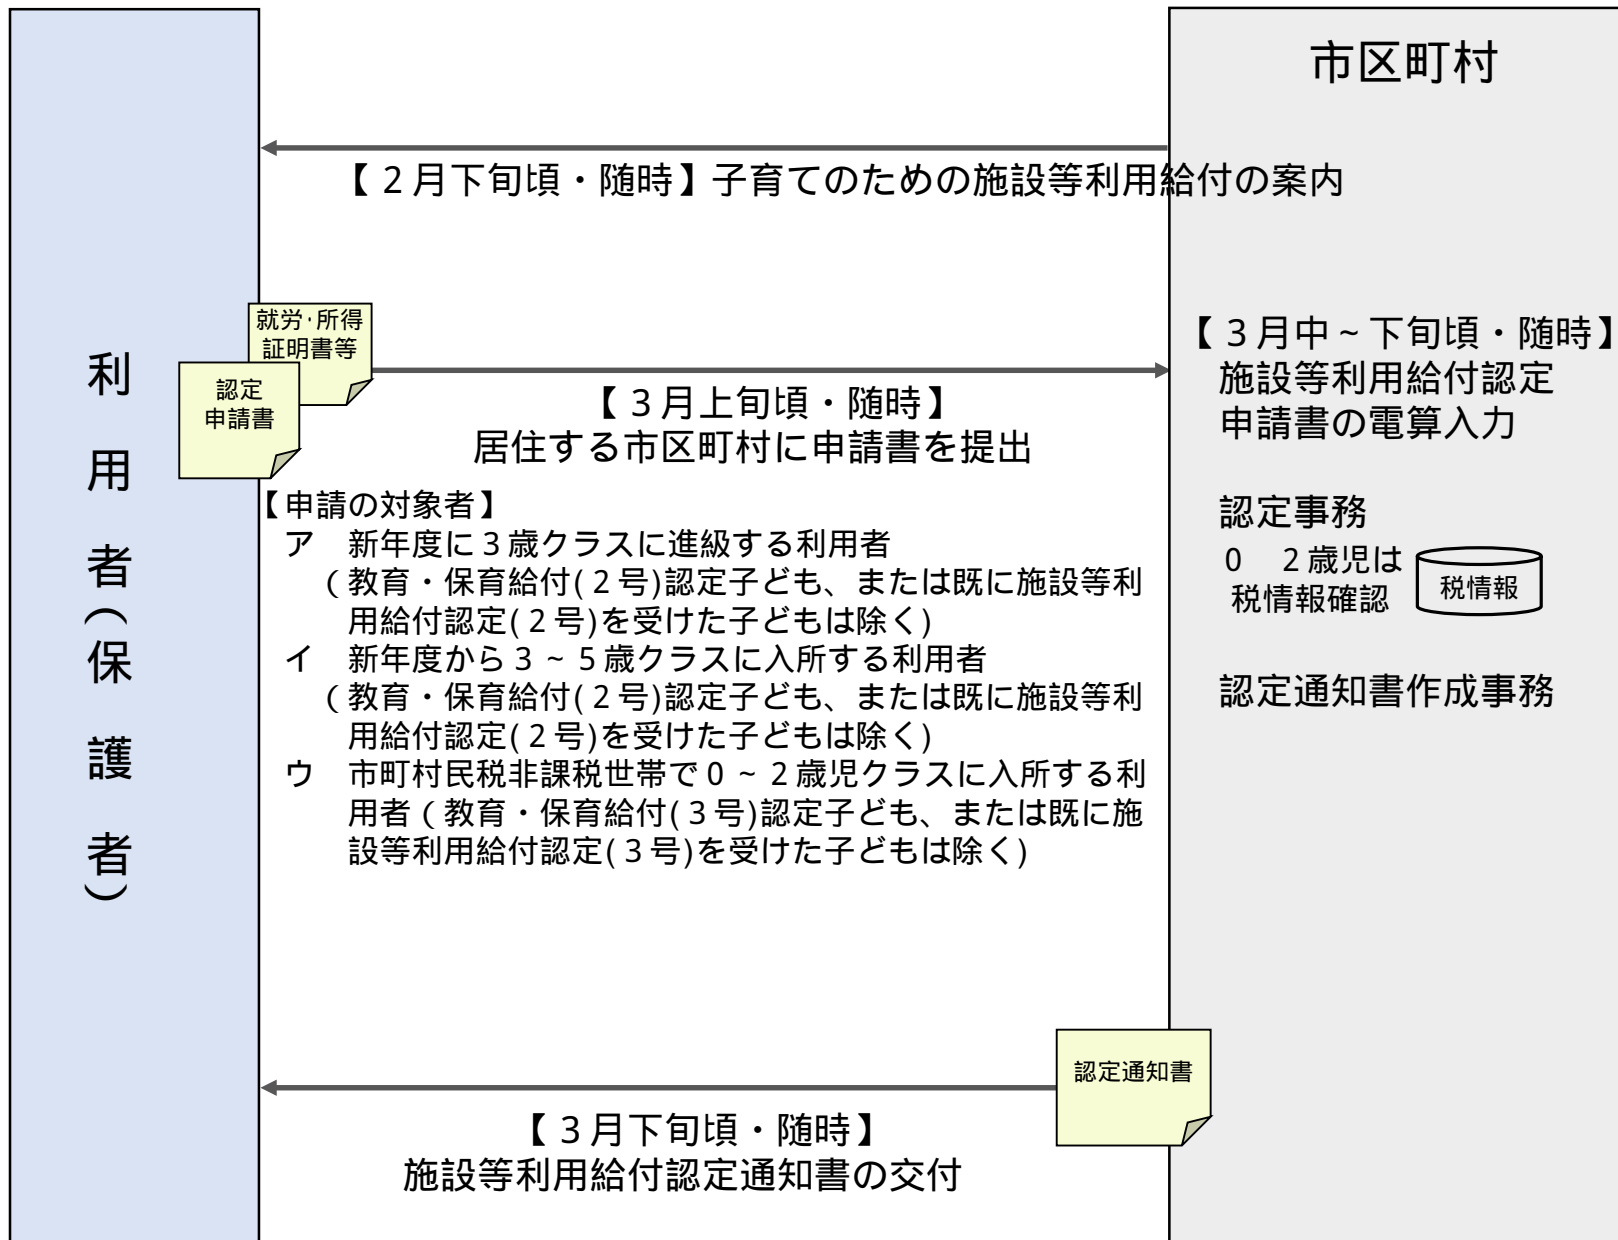 市区町村
【２月下旬頃・随時】子育てのための施設等利用給付の案内
利用者(保護者)
就労・所得
証明書等
認定
申請書
【３月上旬頃・随時】
居住する市区町村に申請書を提出
【申請の対象者】
ア　新年度に３歳クラスに進級する利用者
（教育・保育給付(２号)認定子ども、または既に施設等利
用給付認定(２号)を受けた子どもは除く)
イ　新年度から３～５歳クラスに入所する利用者
（教育・保育給付(２号)認定子ども、または既に施設等利
用給付認定(２号)を受けた子どもは除く)
ウ　市町村民税非課税世帯で０～２歳児クラスに入所する利
用者（教育・保育給付(３号)認定子ども、または既に施
設等利用給付認定(３号)を受けた子どもは除く)
【３月中～下旬頃・随時】
施設等利用給付認定
申請書の電算入力
認定事務
０　２歳児は
税情報確認
税情報
認定通知書作成事務
認定通知書
【３月下旬頃・随時】
施設等利用給付認定通知書の交付